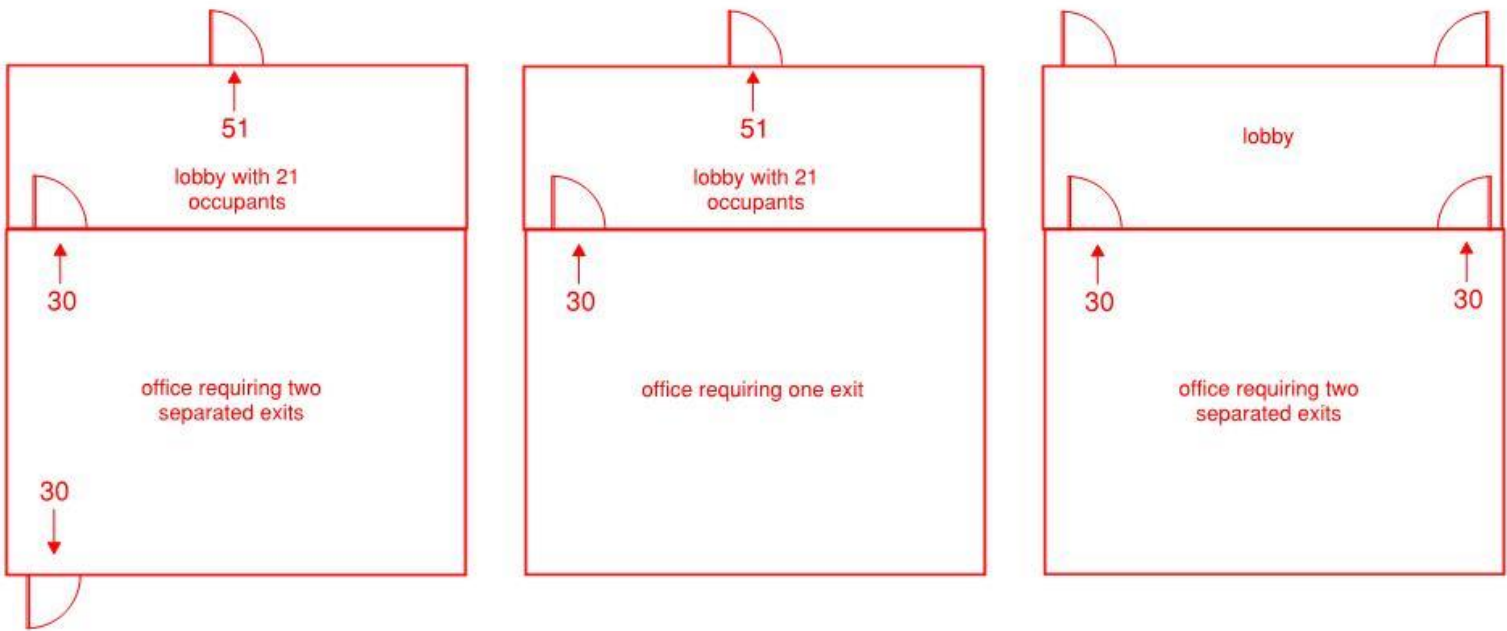 51
lobby with 21
occupants
30
office requiring two
separated exits
30
51
lobby with 21
occupants
30
office requiring one exit
lobby
30
30
office requiring two
separated exits